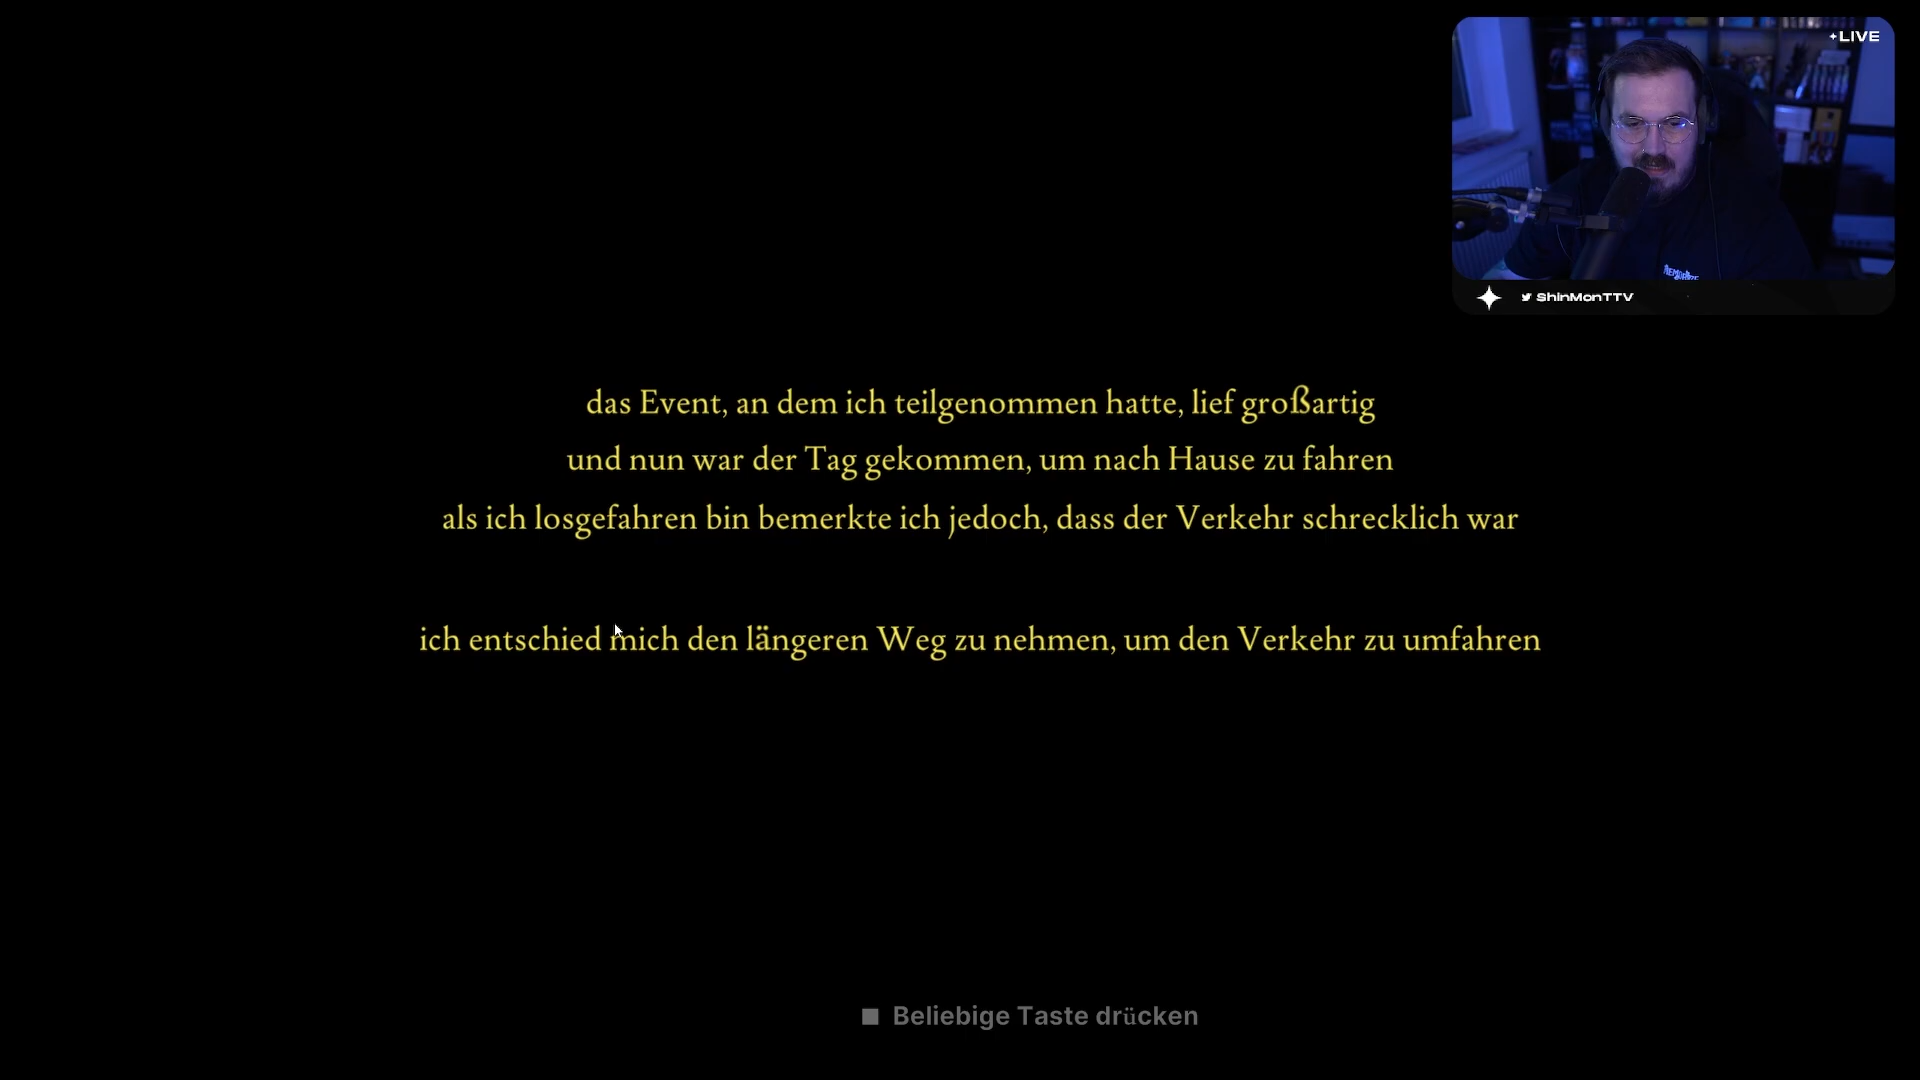 ✦LIVE
ShinMonTTV
das Event, an dem ich teilgenommen hatte, lief großartig
und nun war der Tag gekommen, um nach Hause zu fahren
als ich losgefahren bin bemerkte ich jedoch, dass der Verkehr schrecklich war
ich entschied mich den längeren Weg zu nehmen, um den Verkehr zu umfahren
Beliebige Taste drücken